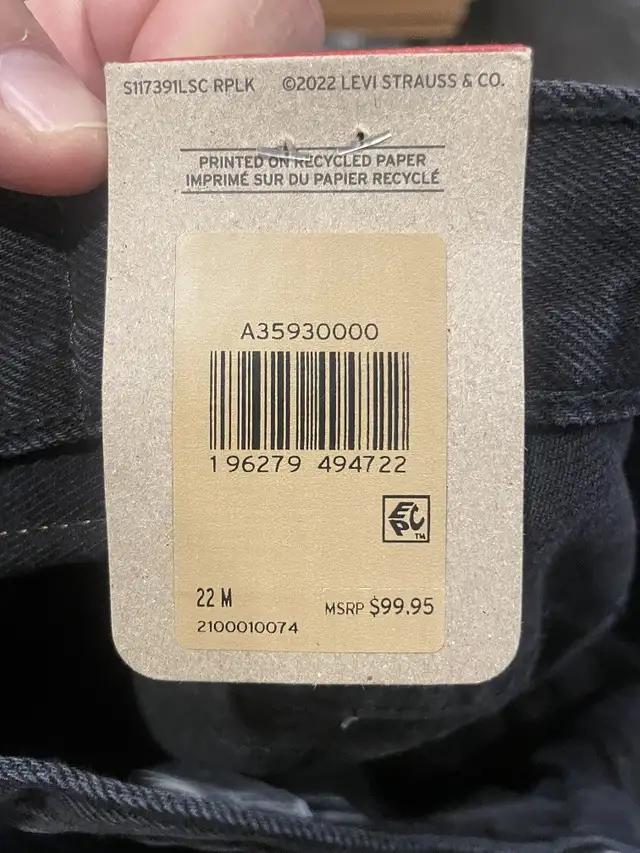 S117391LSC RPLK ©2022 LEVI STRAUSS & CO.
PRINTED ON RECYCLED PAPER
IMPRIMÉ SUR DU PAPIER RECYCLÉ
A35930000
1 96279 494722
EPC™
22 M MSRP $99.95
2100010074